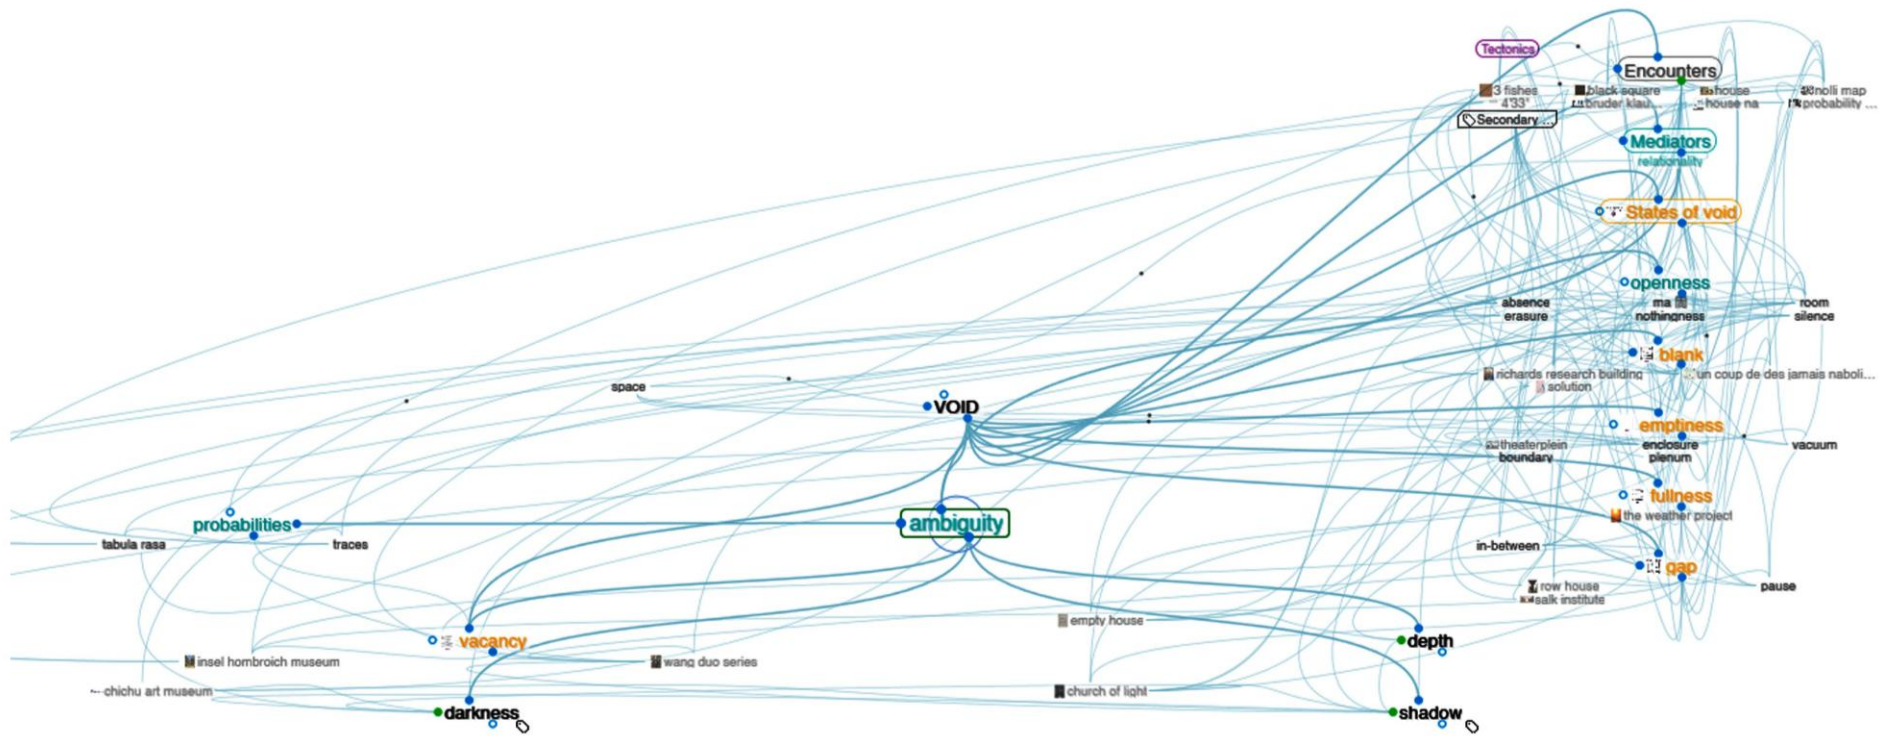 Tectonics
Encounters
3 fishes
black square
house
nolli map
4'33"
bruder klau...
house na
probability ...
Secondary ...
Mediators
relationality
States of void
openness
absence
ma
room
erasure
nothingness
silence
blank
richards research building
un coup de des jamais naboli...
solution
space
VOID
emptiness
theaterplein
enclosure
vacuum
boundary
plenum
fullness
the weather project
probabilities
ambiguity
tabula rasa
traces
in-between
gap
row house
pause
salk institute
empty house
vacancy
depth
insel hombroich museum
wang duo series
chichu art museum
church of light
darkness
shadow